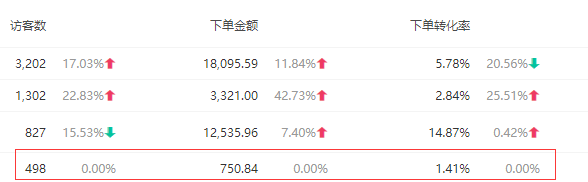 访客数 下单金额 下单转化率
3,202 17.03% 18,095.59 11.84% 5.78% 20.56%
1,302 22.83% 3,321.00 42.73% 2.84% 25.51%
827 15.53% 12,535.96 7.40% 14.87% 0.42%
498 0.00% 750.84 0.00% 1.41% 0.00%